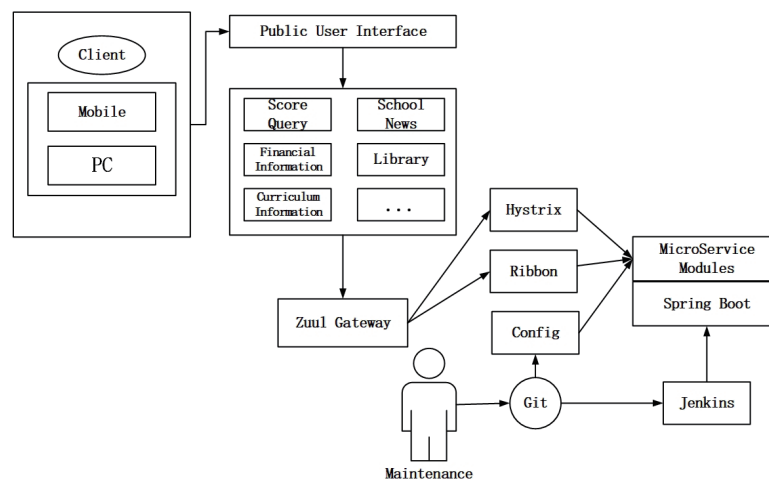 Client
Mobile
PC
Public User Interface
Score
Query
School
News
Financial
Information
Library
Curriculum
Information
...
Zuul Gateway
Hystrix
Ribbon
Config
MicroService
Modules
Spring Boot
Git
Jenkins
Maintenance